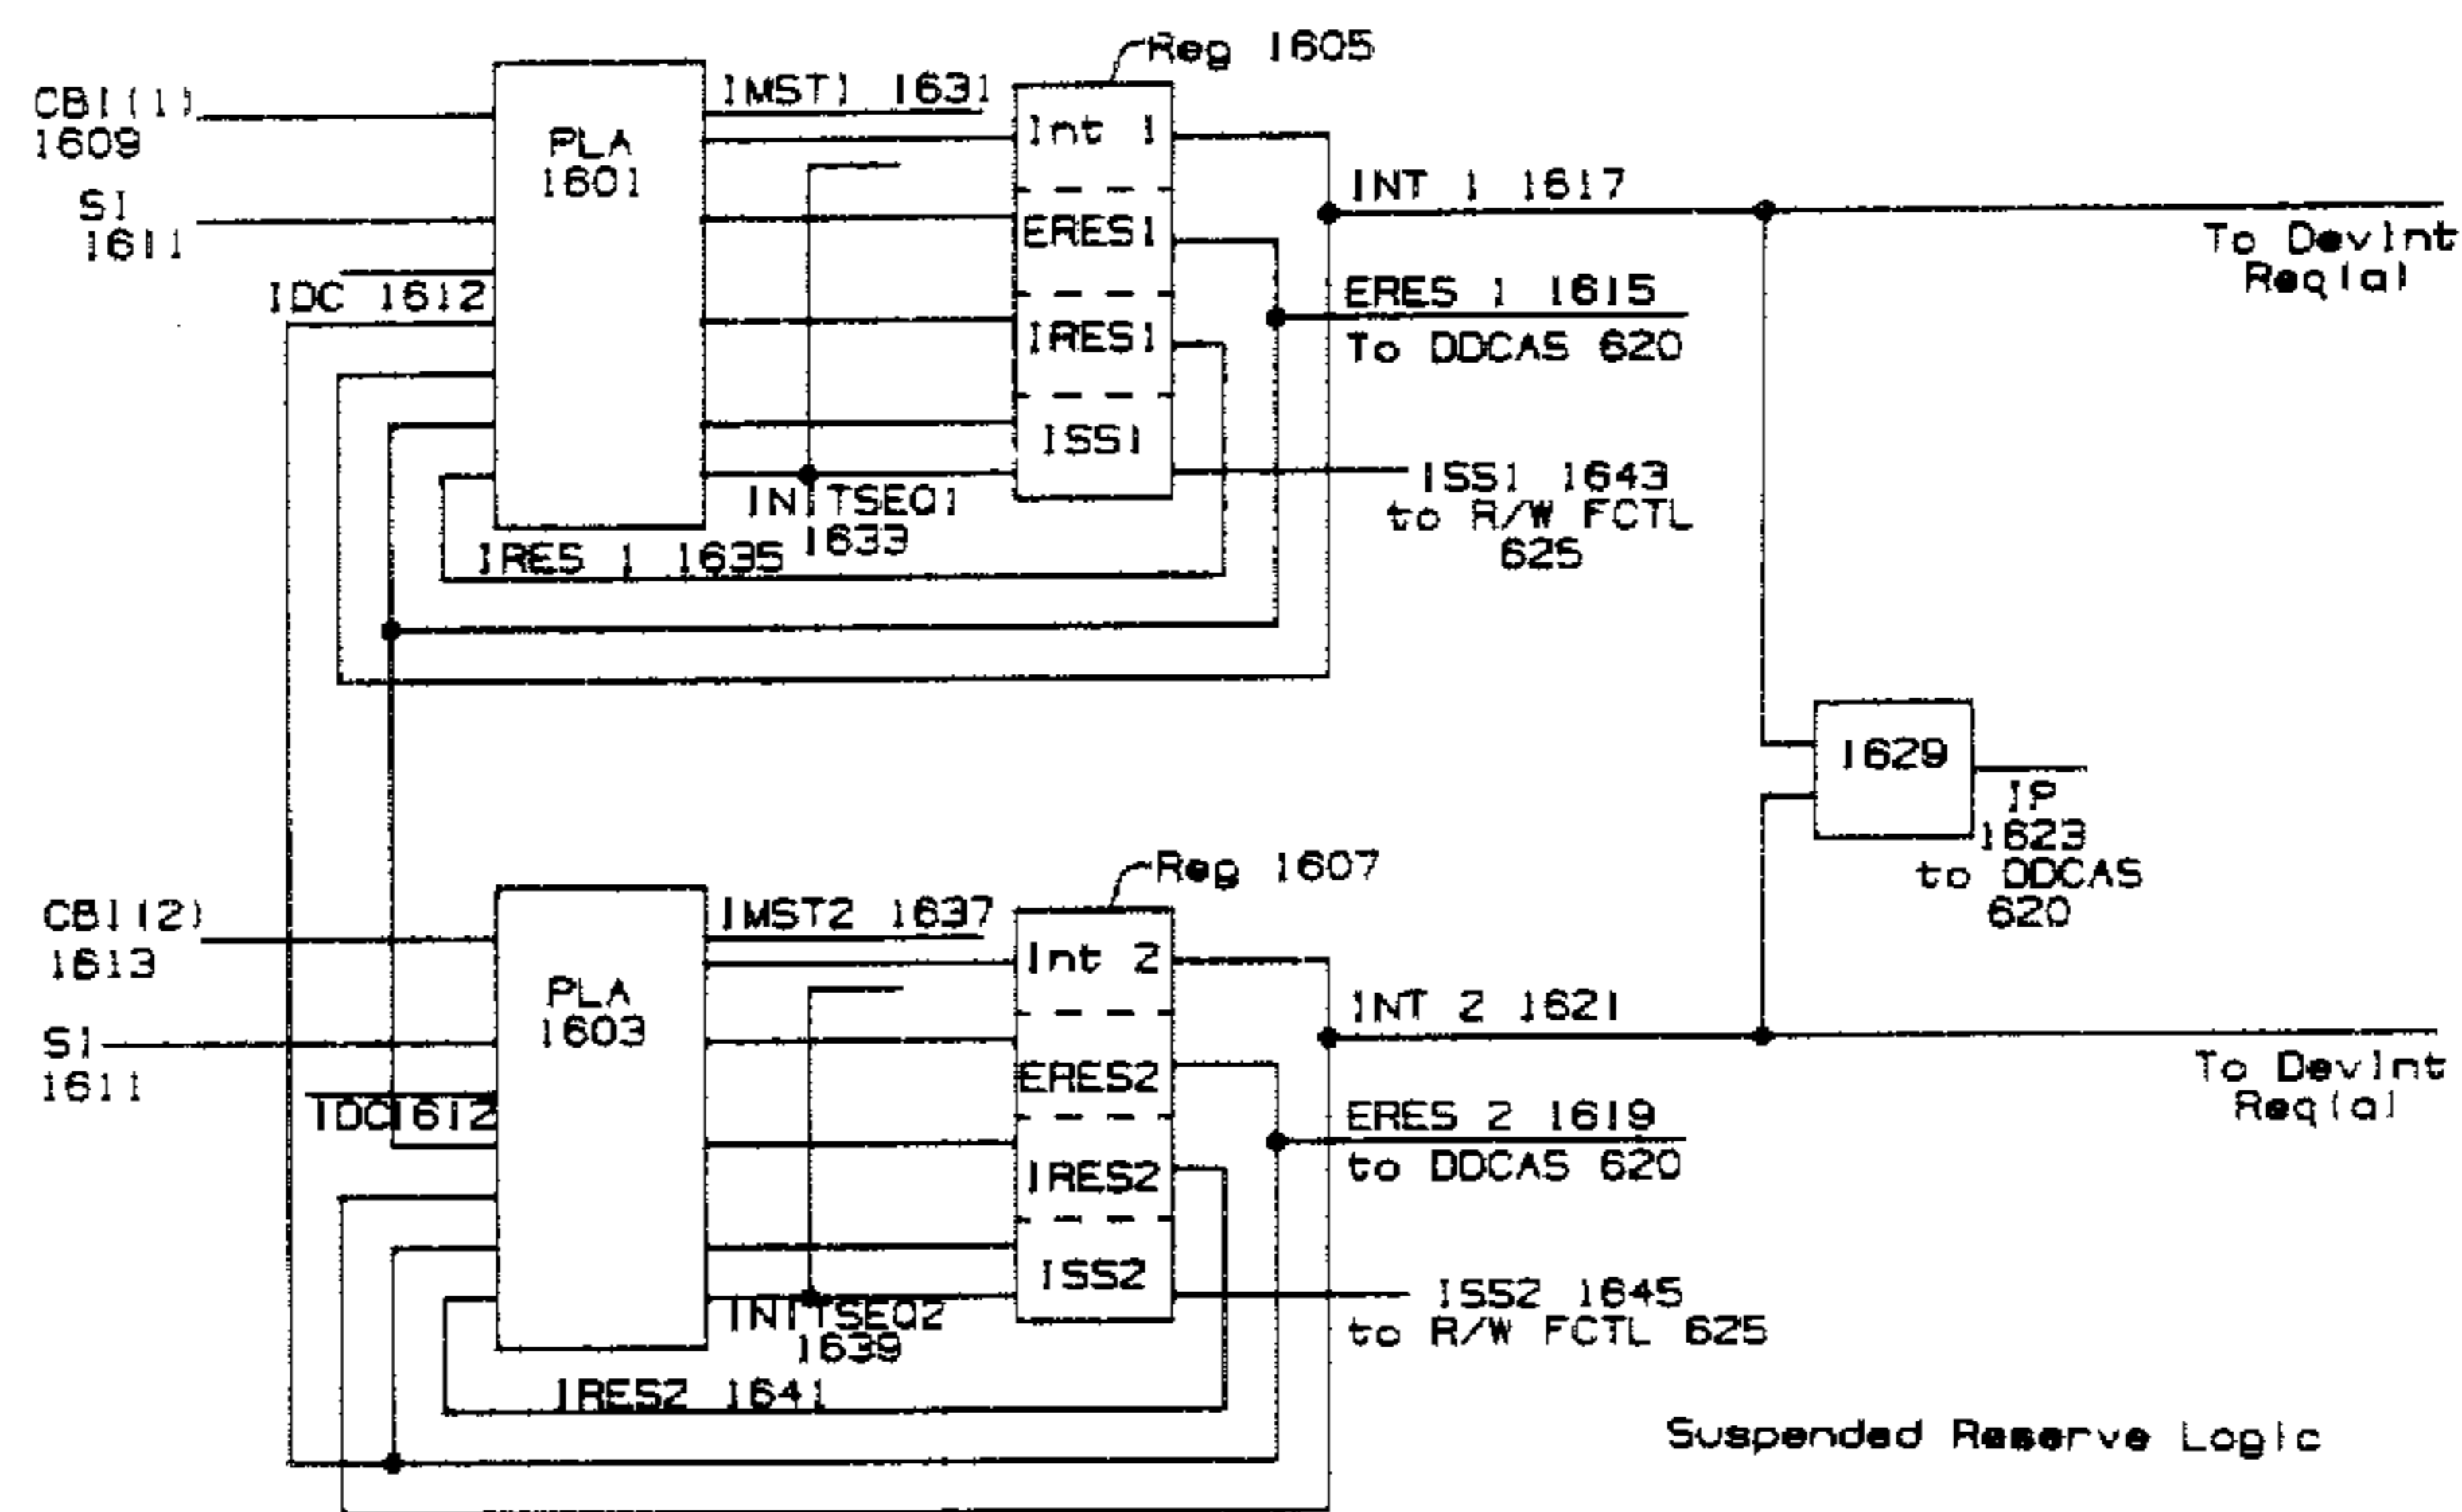 Reg 1605
CBI(1)
1609
SI
1611
IDC 1612
PLA
1601
IMST1 1631
Int 1
ERES1
IRES1
ISS1
INITSEQ1
1633
IRES 1 1635
INT 1 1617
To DevInt
Req(a)
ERES 1 1615
To DDCAS 620
ISS1 1643
to R/W FCTL
625
1629
IP
1623
to DDCAS
620
Reg 1607
CBI(2)
1613
SI
1611
IDC1612
PLA
1603
IMST2 1637
Int 2
ERES2
IRES2
ISS2
INITSEQ2
1639
IRES2 1641
INT 2 1621
To DevInt
Req(a)
ERES 2 1619
to DDCAS 620
ISS2 1645
to R/W FCTL 625
Suspended Reserve Logic